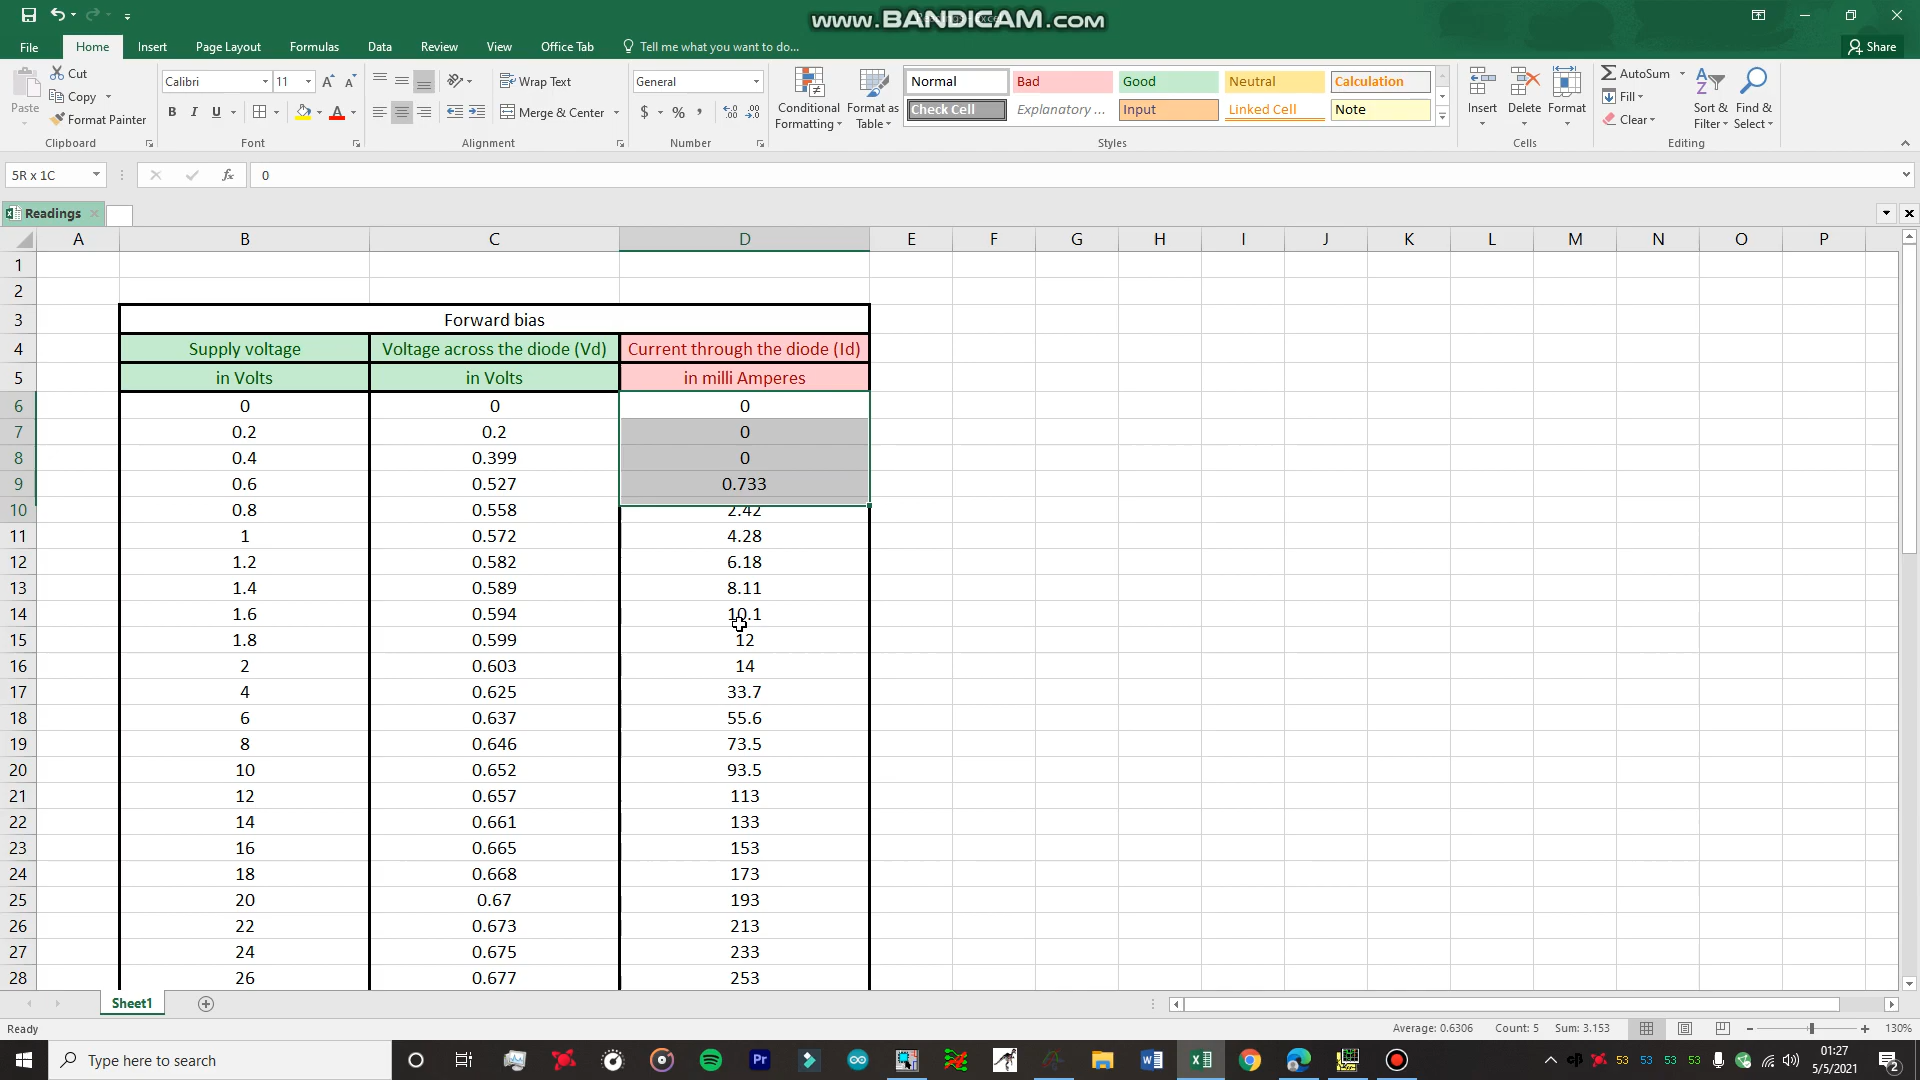 www.BANDICAM.com
File Home Insert Page Layout Formulas Data Review View Office Tab Tell me what you want to do... Share
Paste Cut Copy Format Painter Clipboard
Calibri 11 B I U Font
Wrap Text Merge & Center Alignment
General $ % , Number
Conditional Formatting Format as Table
Normal Bad Good Neutral Calculation
Check Cell Explanatory ... Input Linked Cell Note
Styles
Insert Delete Format Cells
AutoSum Fill Clear Sort & Filter Find & Select Editing
5R x 1C fx 0
Readings
A B C D E F G H I J K L M N O P
1
2
3 Forward bias
4 Supply voltage Voltage across the diode (Vd) Current through the diode (Id)
5 in Volts in Volts in milli Amperes
6 0 0 0
7 0.2 0.2 0
8 0.4 0.399 0
9 0.6 0.527 0.733
10 0.8 0.558 2.42
11 1 0.572 4.28
12 1.2 0.582 6.18
13 1.4 0.589 8.11
14 1.6 0.594 10.1
15 1.8 0.599 12
16 2 0.603 14
17 4 0.625 33.7
18 6 0.637 55.6
19 8 0.646 73.5
20 10 0.652 93.5
21 12 0.657 113
22 14 0.661 133
23 16 0.665 153
24 18 0.668 173
25 20 0.67 193
26 22 0.673 213
27 24 0.675 233
28 26 0.677 253
Sheet1
Ready Average: 0.6306 Count: 5 Sum: 3.153 130%
Type here to search 53 53 53 53 01:27
5/5/2021 2